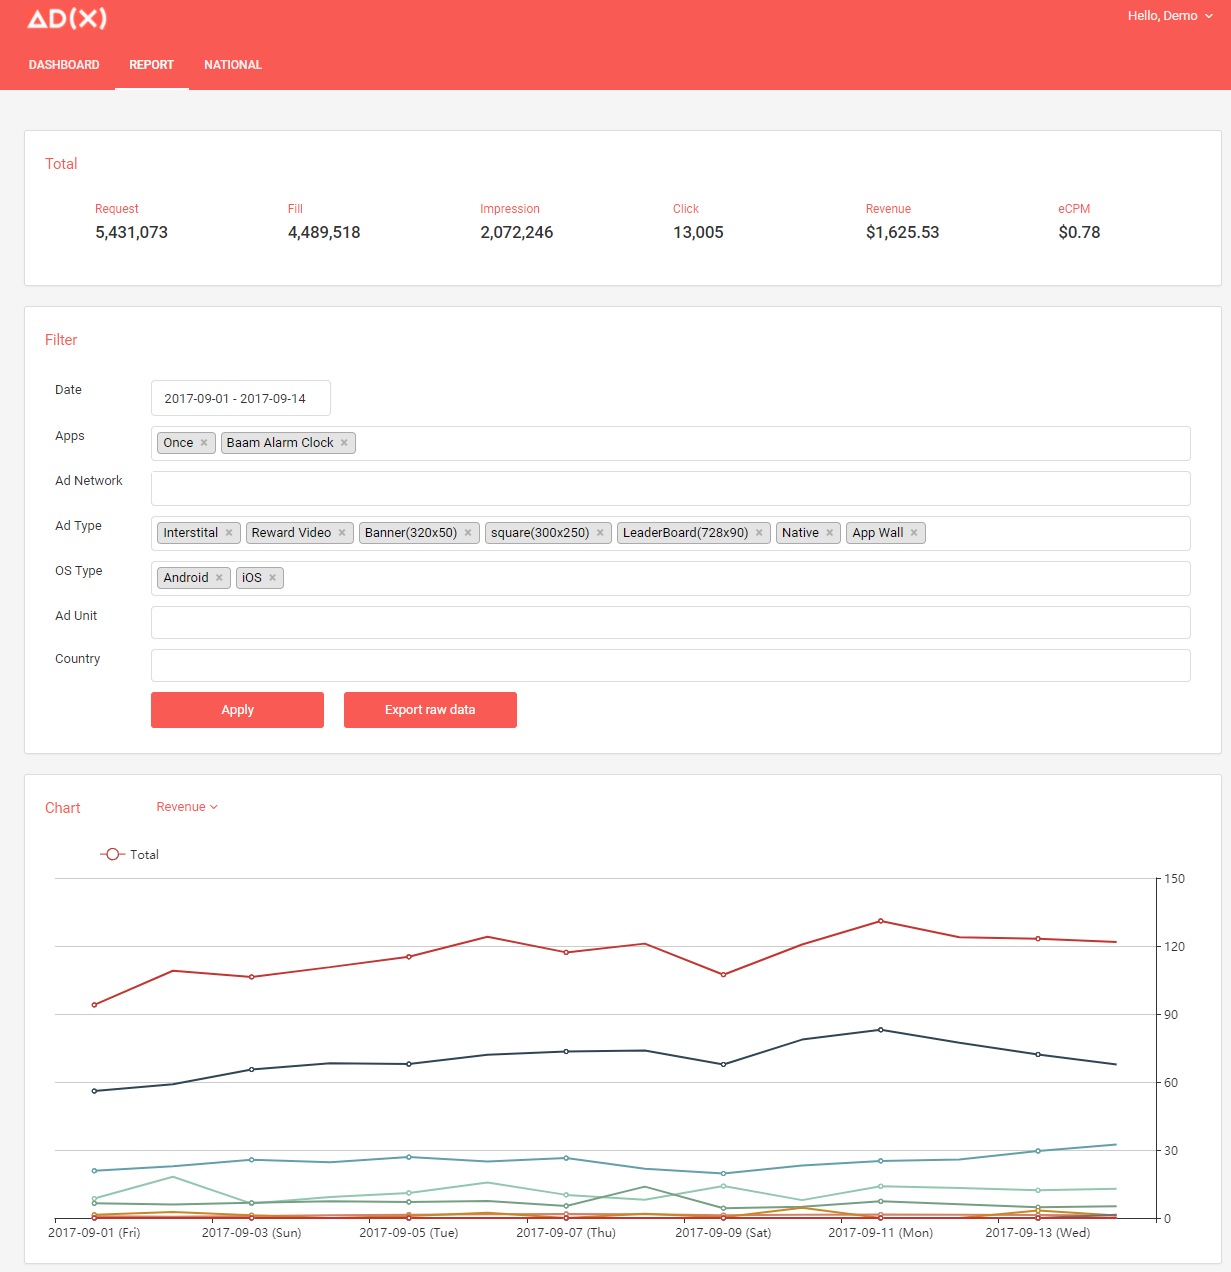 AD(X)
Hello, Demo
DASHBOARD REPORT NATIONAL
Total
Request Fill Impression Click Revenue eCPM
5,431,073 4,489,518 2,072,246 13,005 $1,625.53 $0.78
Filter
Date 2017-09-01 - 2017-09-14
Apps Once × Baam Alarm Clock ×
Ad Network
Ad Type Interstital × Reward Video × Banner(320x50) × square(300x250) × LeaderBoard(728x90) × Native × App Wall ×
OS Type Android × iOS ×
Ad Unit
Country
Apply Export raw data
Chart Revenue
Total
150
120
90
60
30
0
2017-09-01 (Fri) 2017-09-03 (Sun) 2017-09-05 (Tue) 2017-09-07 (Thu) 2017-09-09 (Sat) 2017-09-11 (Mon) 2017-09-13 (Wed)